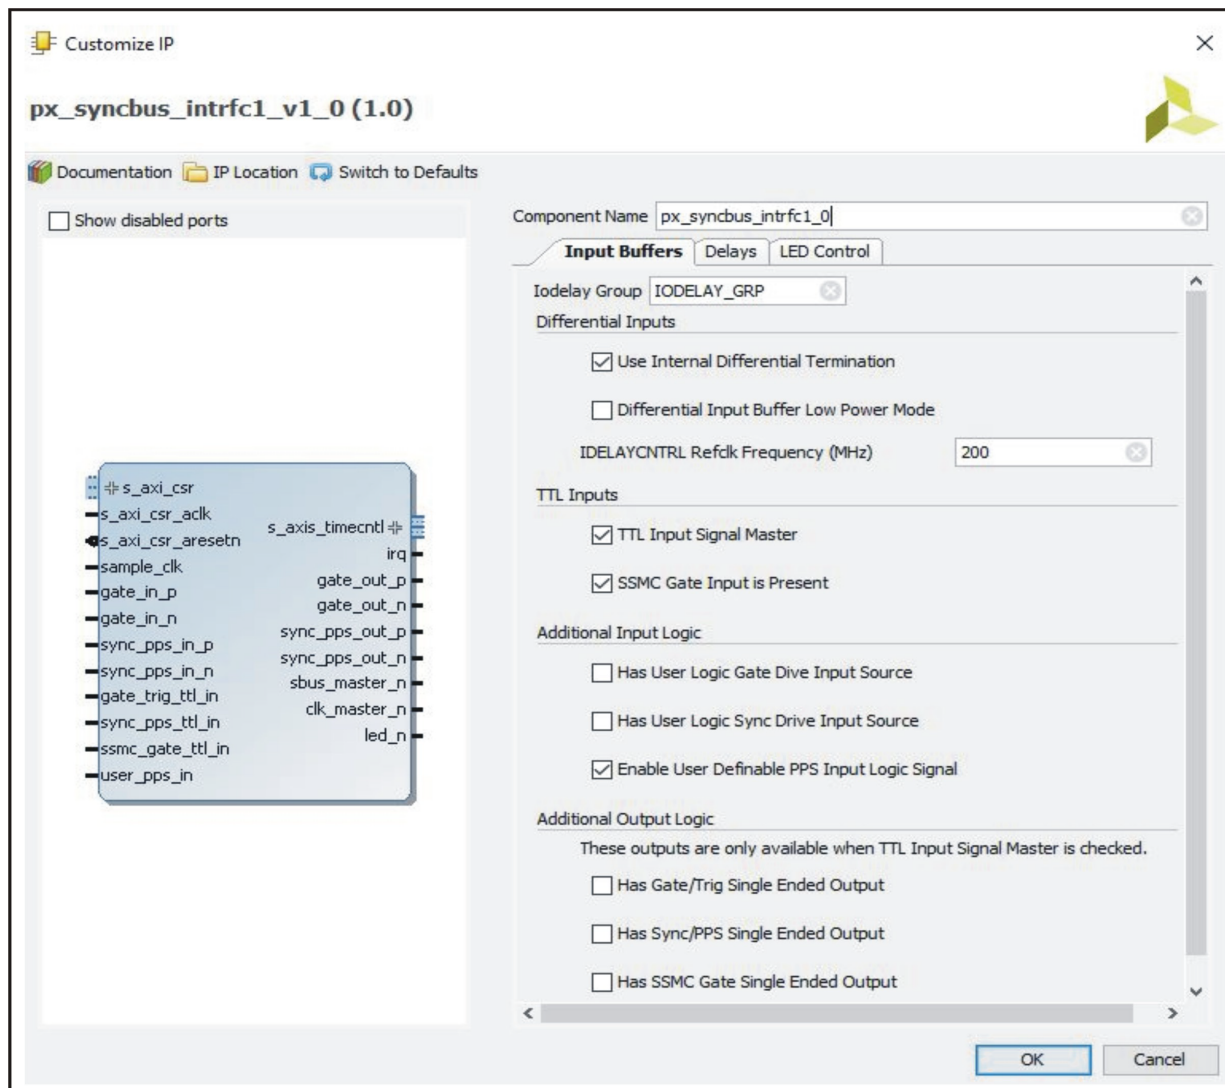 Customize IP
px_syncbus_intrfc1_v1_0 (1.0)
Documentation IP Location Switch to Defaults
Show disabled ports
s_axi_csr
s_axi_csr_aclk
s_axi_csr_aresetn
sample_clk
gate_in_p
gate_in_n
sync_pps_in_p
sync_pps_in_n
gate_trig_ttl_in
sync_pps_ttl_in
ssmc_gate_ttl_in
user_pps_in
s_axis_timecntl
irq
gate_out_p
gate_out_n
sync_pps_out_p
sync_pps_out_n
sbus_master_n
clk_master_n
led_n
Component Name px_syncbus_intrfc1_0
Input Buffers Delays LED Control
Iodelay Group IODELAY_GRP
Differential Inputs
Use Internal Differential Termination
Differential Input Buffer Low Power Mode
IDELAYCNTRL Refclk Frequency (MHz) 200
TTL Inputs
TTL Input Signal Master
SSMC Gate Input is Present
Additional Input Logic
Has User Logic Gate Dive Input Source
Has User Logic Sync Drive Input Source
Enable User Definable PPS Input Logic Signal
Additional Output Logic
These outputs are only available when TTL Input Signal Master is checked.
Has Gate/Trig Single Ended Output
Has Sync/PPS Single Ended Output
Has SSMC Gate Single Ended Output
OK Cancel